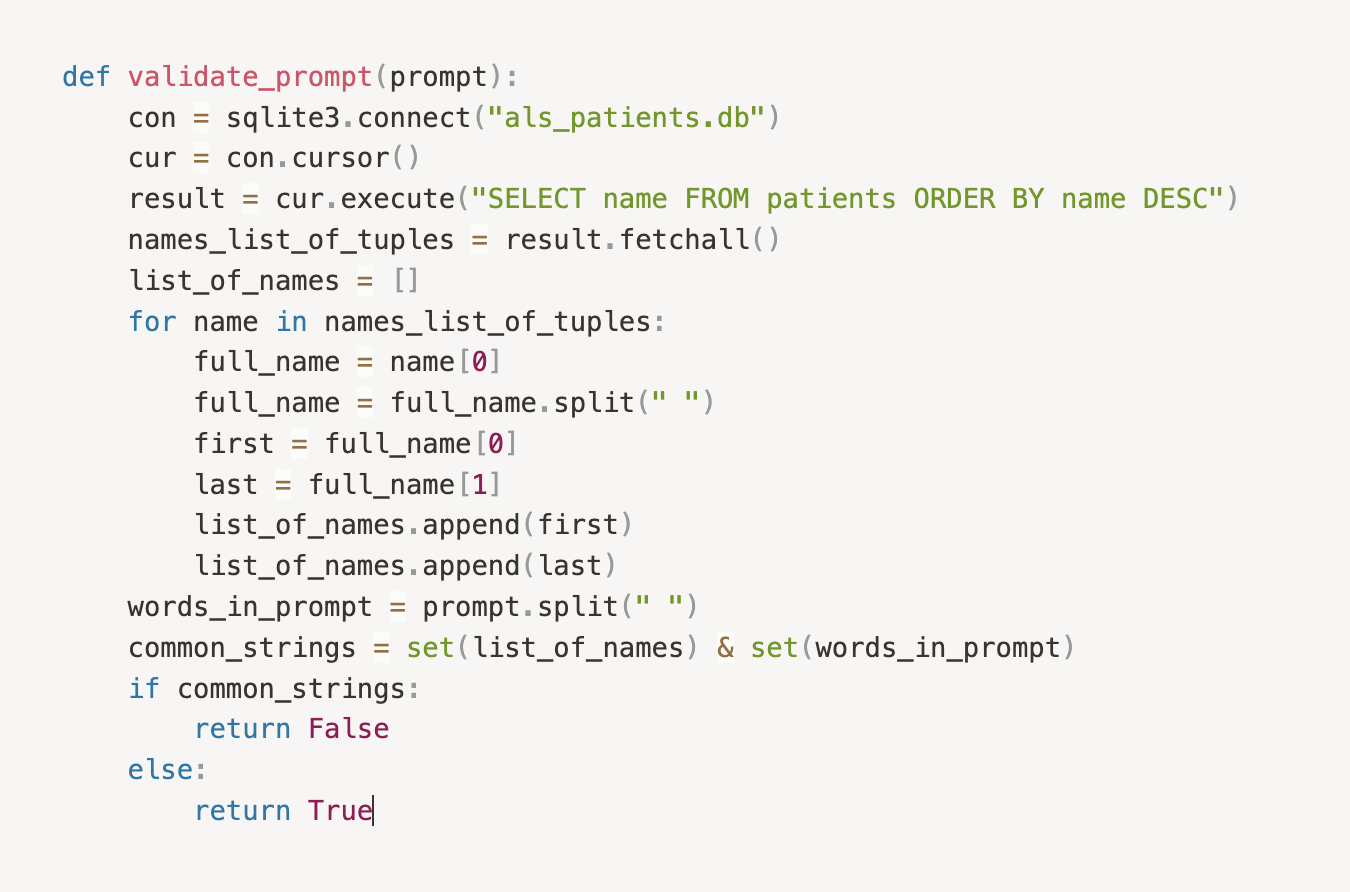 def validate_prompt(prompt):
    con = sqlite3.connect("als_patients.db")
    cur = con.cursor()
    result = cur.execute("SELECT name FROM patients ORDER BY name DESC")
    names_list_of_tuples = result.fetchall()
    list_of_names = []
    for name in names_list_of_tuples:
        full_name = name[0]
        full_name = full_name.split(" ")
        first = full_name[0]
        last = full_name[1]
        list_of_names.append(first)
        list_of_names.append(last)
    words_in_prompt = prompt.split(" ")
    common_strings = set(list_of_names) & set(words_in_prompt)
    if common_strings:
        return False
    else:
        return True